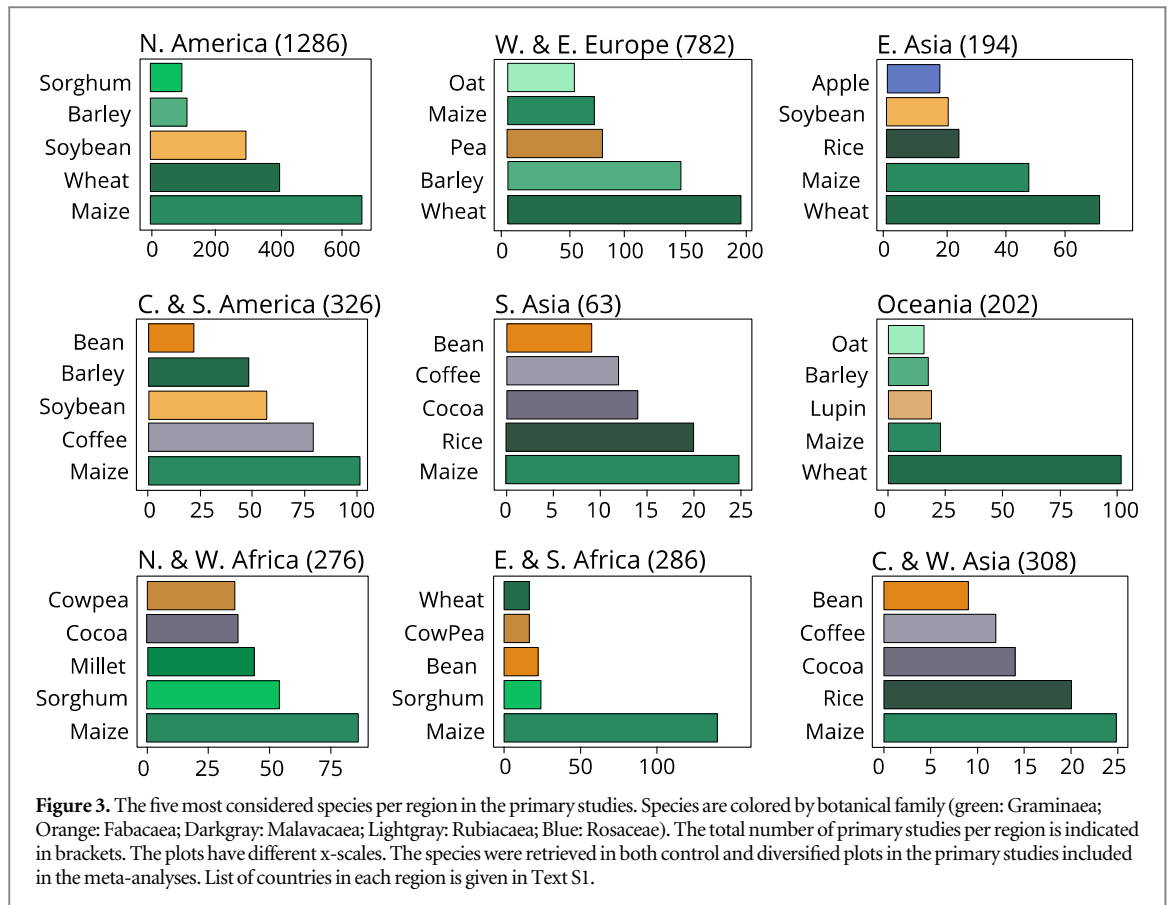 N. America (1286)
Sorghum
Barley
Soybean
Wheat
Maize
0 200 400 600
W. & E. Europe (782)
Oat
Maize
Pea
Barley
Wheat
0 50 100 150 200
E. Asia (194)
Apple
Soybean
Rice
Maize
Wheat
0 20 40 60
C. & S. America (326)
Bean
Barley
Soybean
Coffee
Maize
0 25 50 75 100
S. Asia (63)
Bean
Coffee
Cocoa
Rice
Maize
0 5 10 15 20 25
Oceania (202)
Oat
Barley
Lupin
Maize
Wheat
0 25 50 75 100
N. & W. Africa (276)
Cowpea
Cocoa
Millet
Sorghum
Maize
0 25 50 75
E. & S. Africa (286)
Wheat
CowPea
Bean
Sorghum
Maize
0 50 100
C. & W. Asia (308)
Bean
Coffee
Cocoa
Rice
Maize
0 5 10 15 20 25
Figure 3. The five most considered species per region in the primary studies. Species are colored by botanical family (green: Graminaea;
Orange: Fabacaea; Darkgray: Malavacaea; Lightgray: Rubiacaea; Blue: Rosaceae). The total number of primary studies per region is indicated
in brackets. The plots have different x-scales. The species were retrieved in both control and diversified plots in the primary studies included
in the meta-analyses. List of countries in each region is given in Text S1.